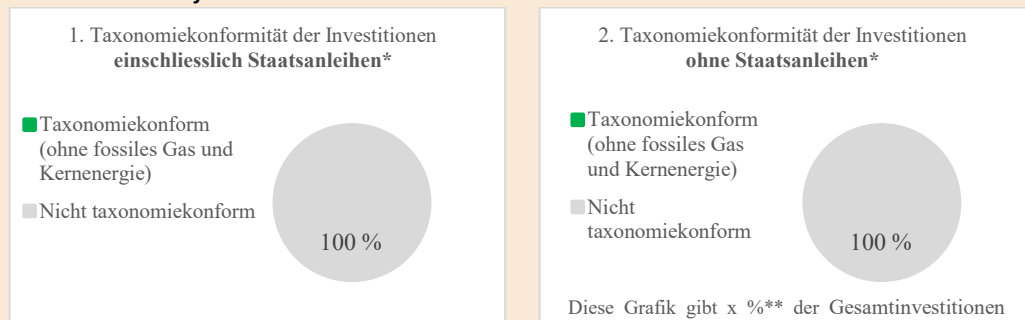 1. Taxonomiekonformität der Investitionen
einschliesslich Staatsanleihen*
Taxonomiekonform
(ohne fossiles Gas und
Kernenergie)
Nicht taxonomiekonform
100 %
2. Taxonomiekonformität der Investitionen
ohne Staatsanleihen*
Taxonomiekonform
(ohne fossiles Gas
und Kernenergie)
Nicht
taxonomiekonform
100 %
Diese Grafik gibt x %** der Gesamtinvestitionen